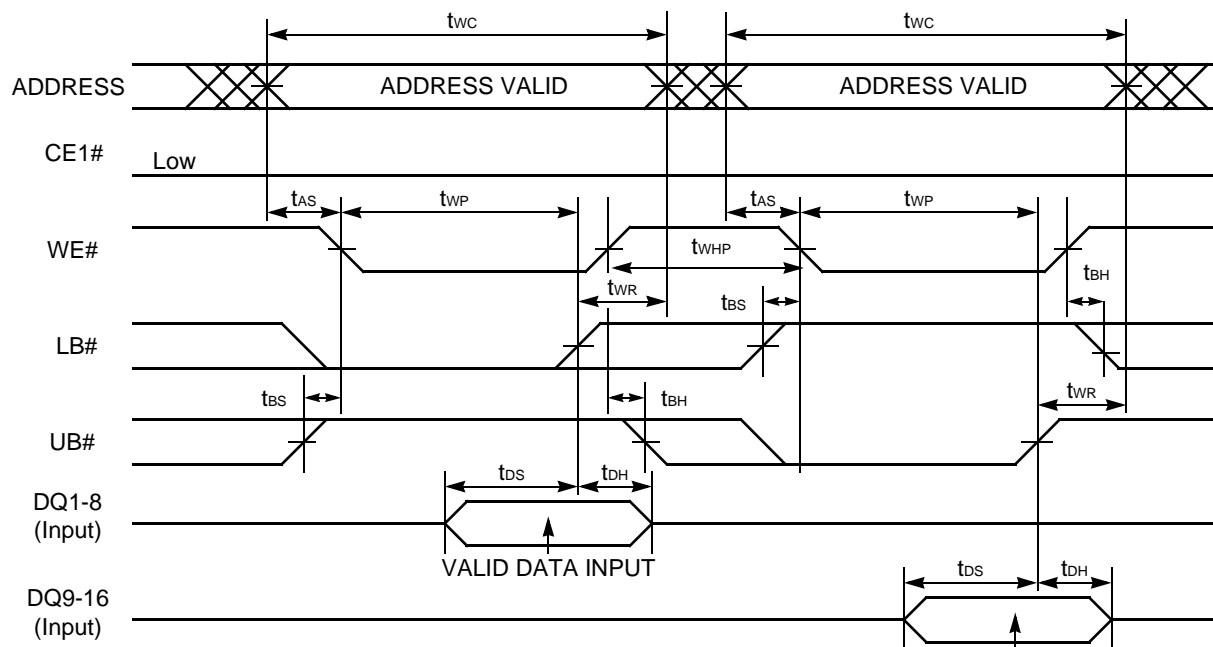 tWC tWC
ADDRESS ADDRESS VALID ADDRESS VALID
CE1# Low
tAS tWP tAS tWP
WE# tWHP tBH
tWR tBS
LB#
tBS tBH tWR
UB#
tDS tDH
DQ1-8
(Input)
VALID DATA INPUT
tDS tDH
DQ9-16
(Input)